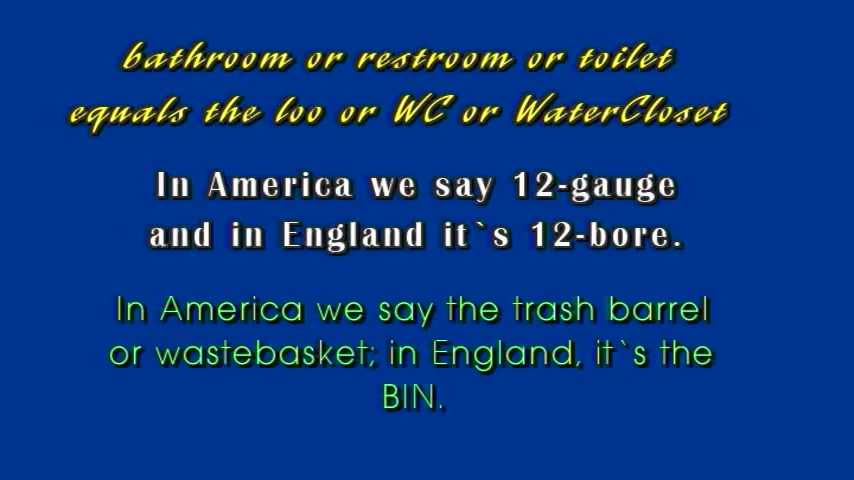 bathroom or restroom or toilet
equals the loo or WC or WaterCloset
In America we say 12-gauge
and in England it`s 12-bore.
In America we say the trash barrel
or wastebasket; in England, it`s the
BIN.